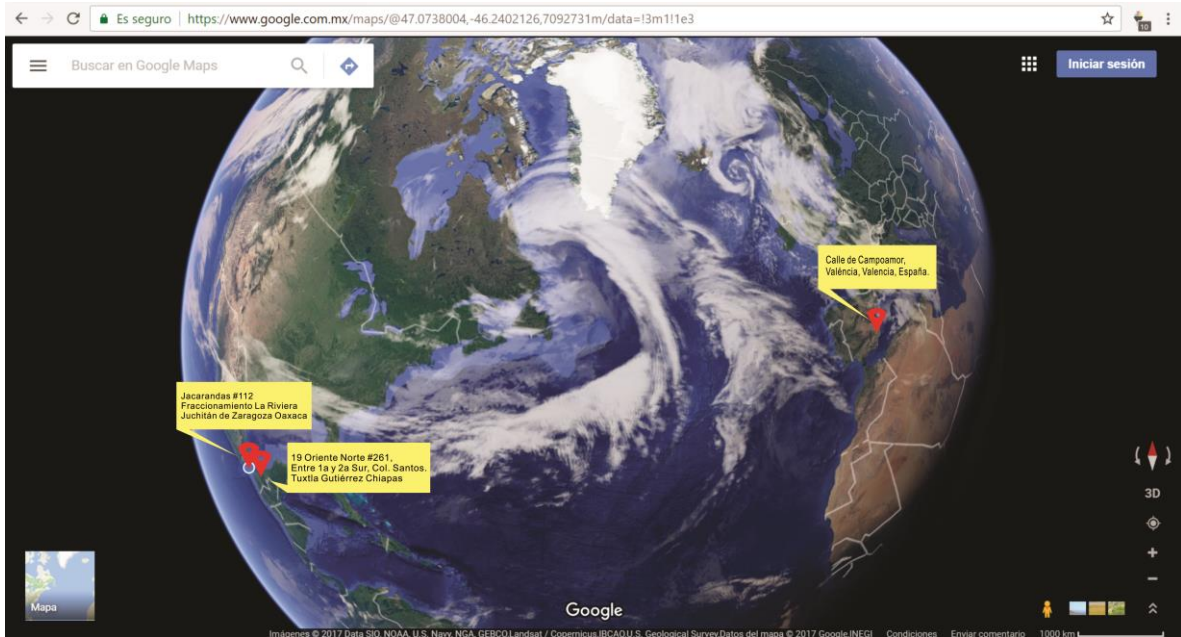 Es seguro | https://www.google.com.mx/maps/@47.0738004,-46.2402126,7092731m/data=!3m1!1e3
10
Buscar en Google Maps
Iniciar sesión
Calle de Campoamor,
Valéncia, Valencia, España.
Jacarandas #112
Fraccionamiento La Riviera
Juchitán de Zaragoza Oaxaca
19 Oriente Norte #261,
Entre 1a y 2a Sur, Col. Santos.
Tuxtla Gutiérrez Chiapas
3D
Mapa
Google
Imágenes © 2017 Data SIO, NOAA, U.S. Navy, NGA, GEBCO,Landsat / Copernicus,IBCAO,U.S. Geological Survey,Datos del mapa © 2017 Google,INEGI Condiciones Enviar comentario 1000 km